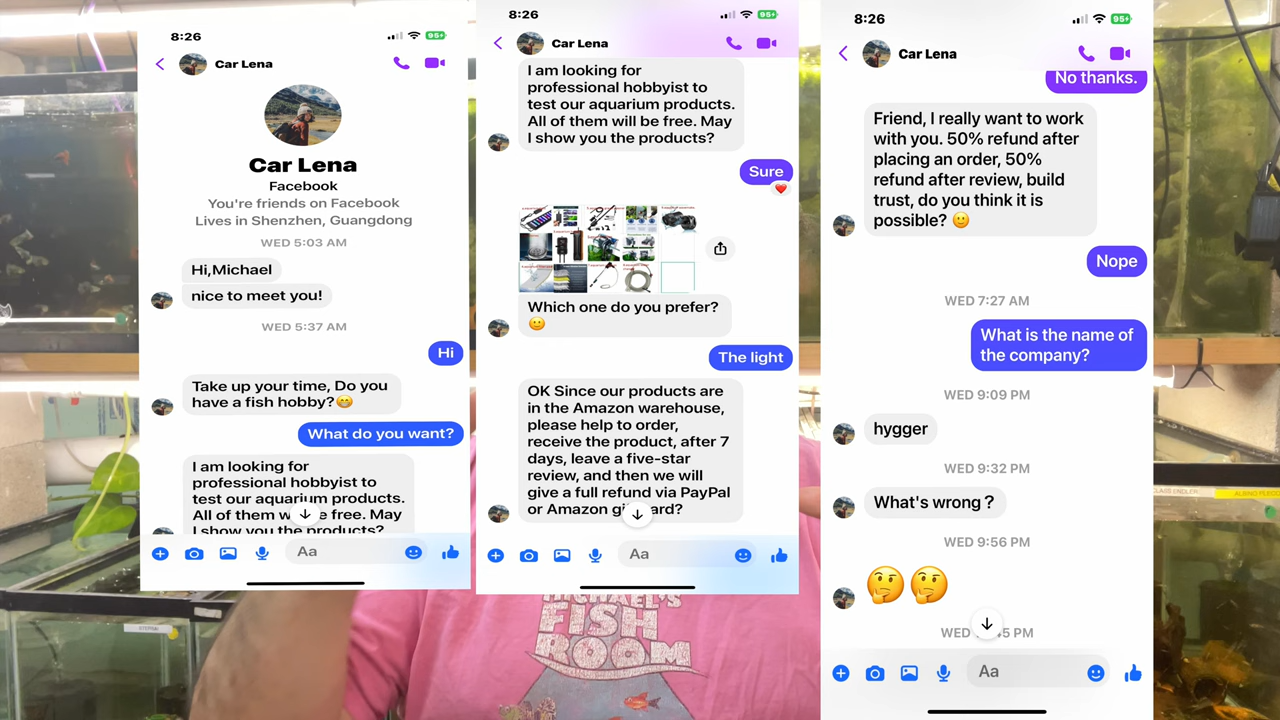 8:26
95+
Car Lena
Car Lena
Facebook
You're friends on Facebook
Lives in Shenzhen, Guangdong
WED 5:03 AM
Hi,Michael
nice to meet you!
WED 5:37 AM
Hi
Take up your time, Do you
have a fish hobby?😁
What do you want?
I am looking for
professional hobbyist to
test our aquarium products.
All of them free. May
I show you the products?
Aa
8:26
95+
Car Lena
I am looking for
professional hobbyist to
test our aquarium products.
All of them will be free. May
I show you the products?
Sure
Which one do you prefer?
🙂
The light
OK Since our products are
in the Amazon warehouse,
please help to order,
receive the product, after 7
days, leave a five-star
review, and then we will
give a full refund via PayPal
or Amazon
Aa
8:26
95+
Car Lena
No thanks.
Friend, I really want to work
with you. 50% refund after
placing an order, 50%
refund after review, build
trust, do you think it is
possible? 🙂
Nope
WED 7:27 AM
What is the name of
the company?
WED 9:09 PM
hygger
WED 9:32 PM
What's wrong？
WED 9:56 PM
🤔🤔
WED PM
Aa
MICHAEL'S
FISH
ROOM
CLASS ENDLER
ALBINO